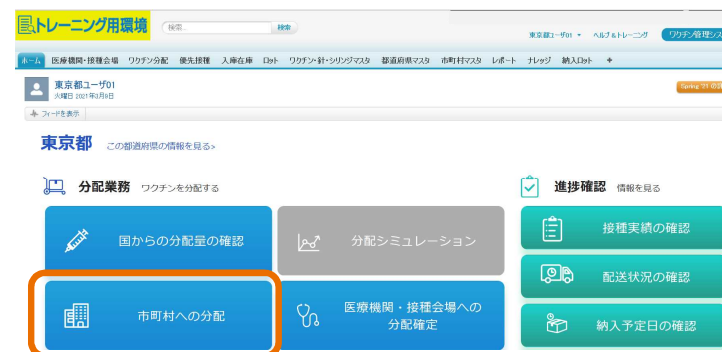 トレーニング用環境
検索...
検索
東京都ユーザ01 ヘルプ&トレーニング ワクチン管理シス
ホーム 医療機関・接種会場 ワクチン分配 優先接種 入庫在庫 ロット ワクチン・針・シリンジマスタ 都道府県マスタ 市町村マスタ レポート ナレッジ 納入ロット +
東京都ユーザ01
火曜日 2021年3月9日
Spring '21 の
フィードを表示
東京都 この都道府県の情報を見る>
分配業務 ワクチンを分配する
進捗確認 情報を見る
国からの分配量の確認
分配シミュレーション
接種実績の確認
配送状況の確認
市町村への分配
医療機関・接種会場への
分配確定
納入予定日の確認